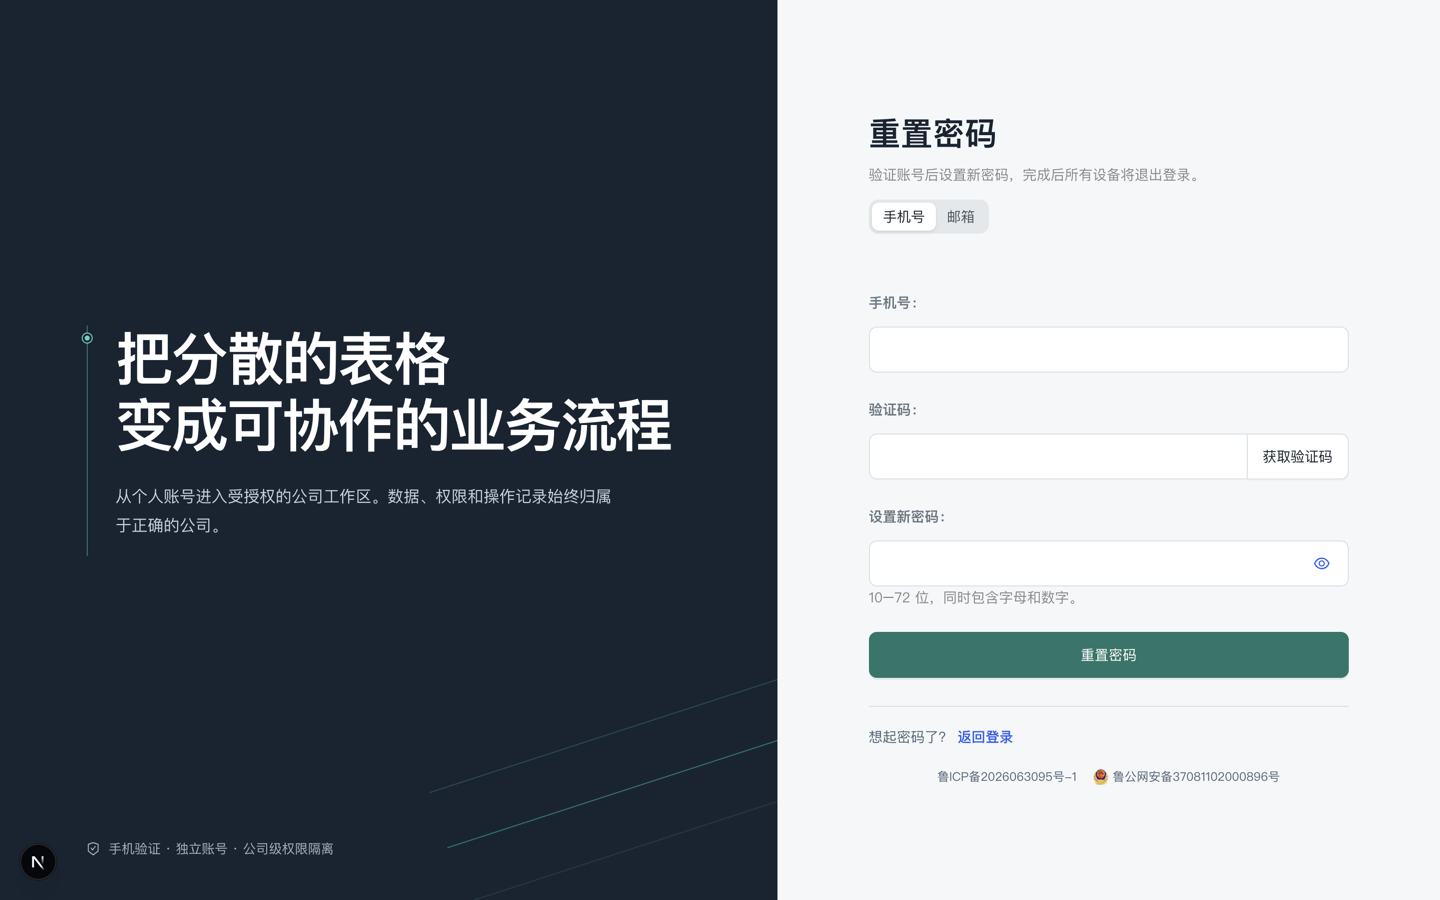 把分散的表格
变成可协作的业务流程
从个人账号进入受授权的公司工作区。数据、权限和操作记录始终归属
于正确的公司。
手机验证 · 独立账号 · 公司级权限隔离
N
重置密码
验证账号后设置新密码，完成后所有设备将退出登录。
手机号 邮箱
手机号：
验证码：
获取验证码
设置新密码：
10—72 位，同时包含字母和数字。
重置密码
想起密码了？ 返回登录
鲁ICP备2026063095号-1 鲁公网安备37081102000896号